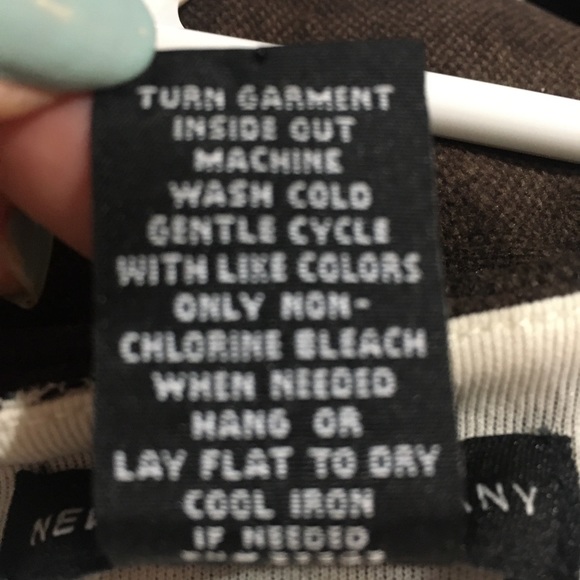 TURN GARMENT
INSIDE OUT
MACHINE
WASH COLD
GENTLE CYCLE
WITH LIKE COLORS
ONLY NON-
CHLORINE BLEACH
WHEN NEEDED
HANG OR
LAY FLAT TO DRY
COOL IRON
IF NEEDED